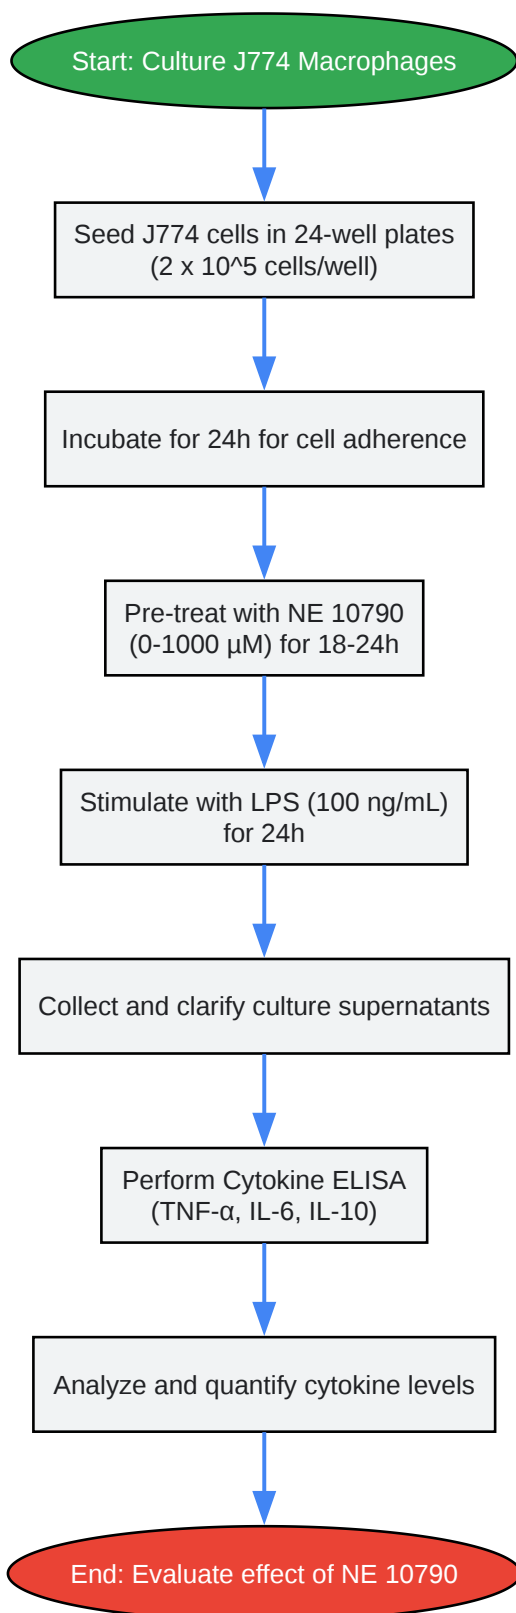 Start: Culture J774 Macrophages
Seed J774 cells in 24-well plates
(2 x 10^5 cells/well)
Incubate for 24h for cell adherence
Pre-treat with NE 10790
(0-1000 µM) for 18-24h
Stimulate with LPS (100 ng/mL)
for 24h
Collect and clarify culture supernatants
Perform Cytokine ELISA
(TNF-α, IL-6, IL-10)
Analyze and quantify cytokine levels
End: Evaluate effect of NE 10790